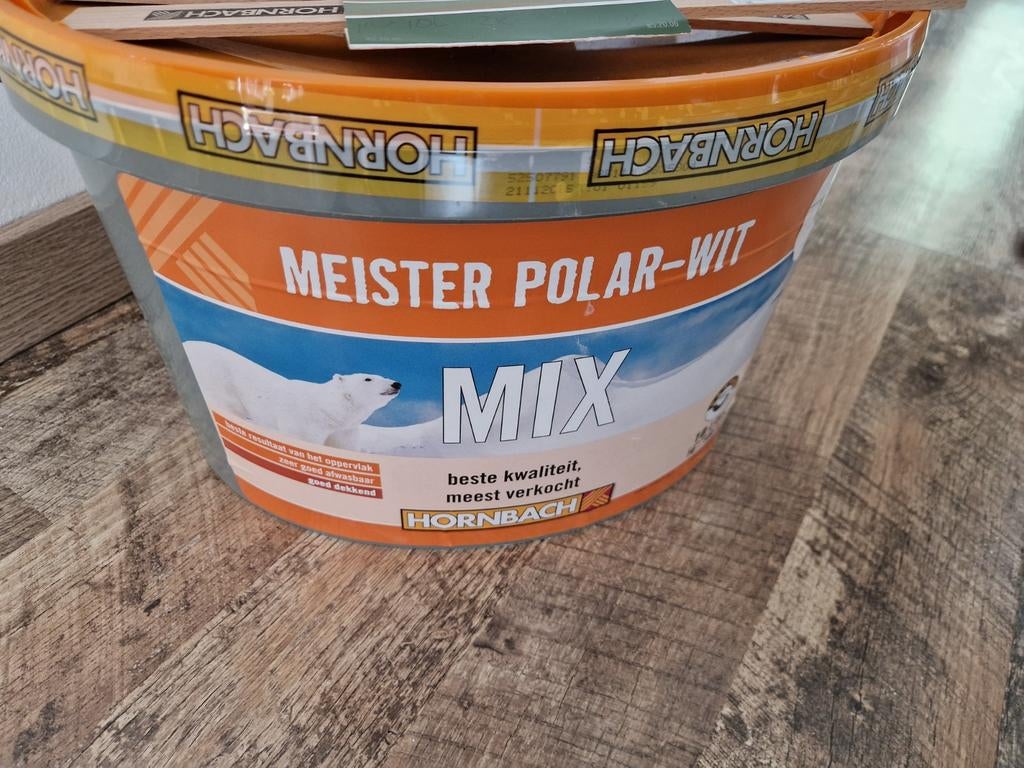 HORNBACH
HORNBACH HORNBACH
MEISTER POLAR-WIT
MIX
beste resultaat van het oppervlak
zeer goed afwasbaar
goed dekkend
beste kwaliteit,
meest verkocht
HORNBACH